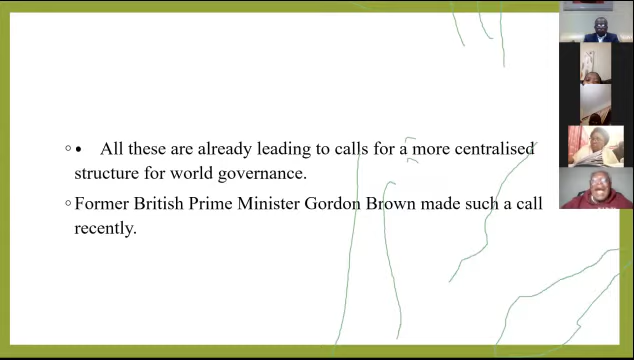 ○ • All these are already leading to calls for a more centralised
structure for world governance.
○ Former British Prime Minister Gordon Brown made such a call
recently.